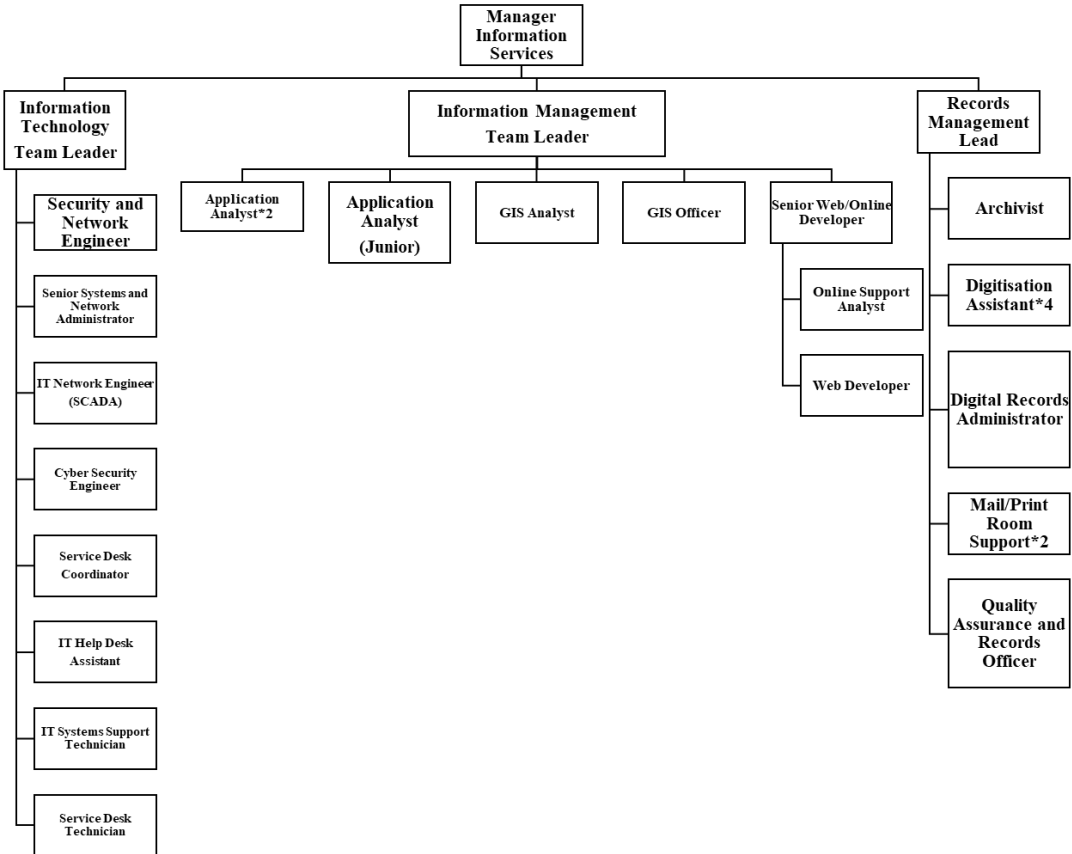 Manager
Information
Services
Information
Technology
Team Leader
Information Management
Team Leader
Records
Management
Lead
Security and
Network
Engineer
Senior Systems and
Network
Administrator
IT Network Engineer
(SCADA)
Cyber Security
Engineer
Service Desk
Coordinator
IT Help Desk
Assistant
IT Systems Support
Technician
Service Desk
Technician
Application
Analyst*2
Application
Analyst
(Junior)
GIS Analyst
GIS Officer
Senior Web/Online
Developer
Online Support
Analyst
Web Developer
Archivist
Digitisation
Assistant*4
Digital Records
Administrator
Mail/Print
Room
Support*2
Quality
Assurance and
Records
Officer